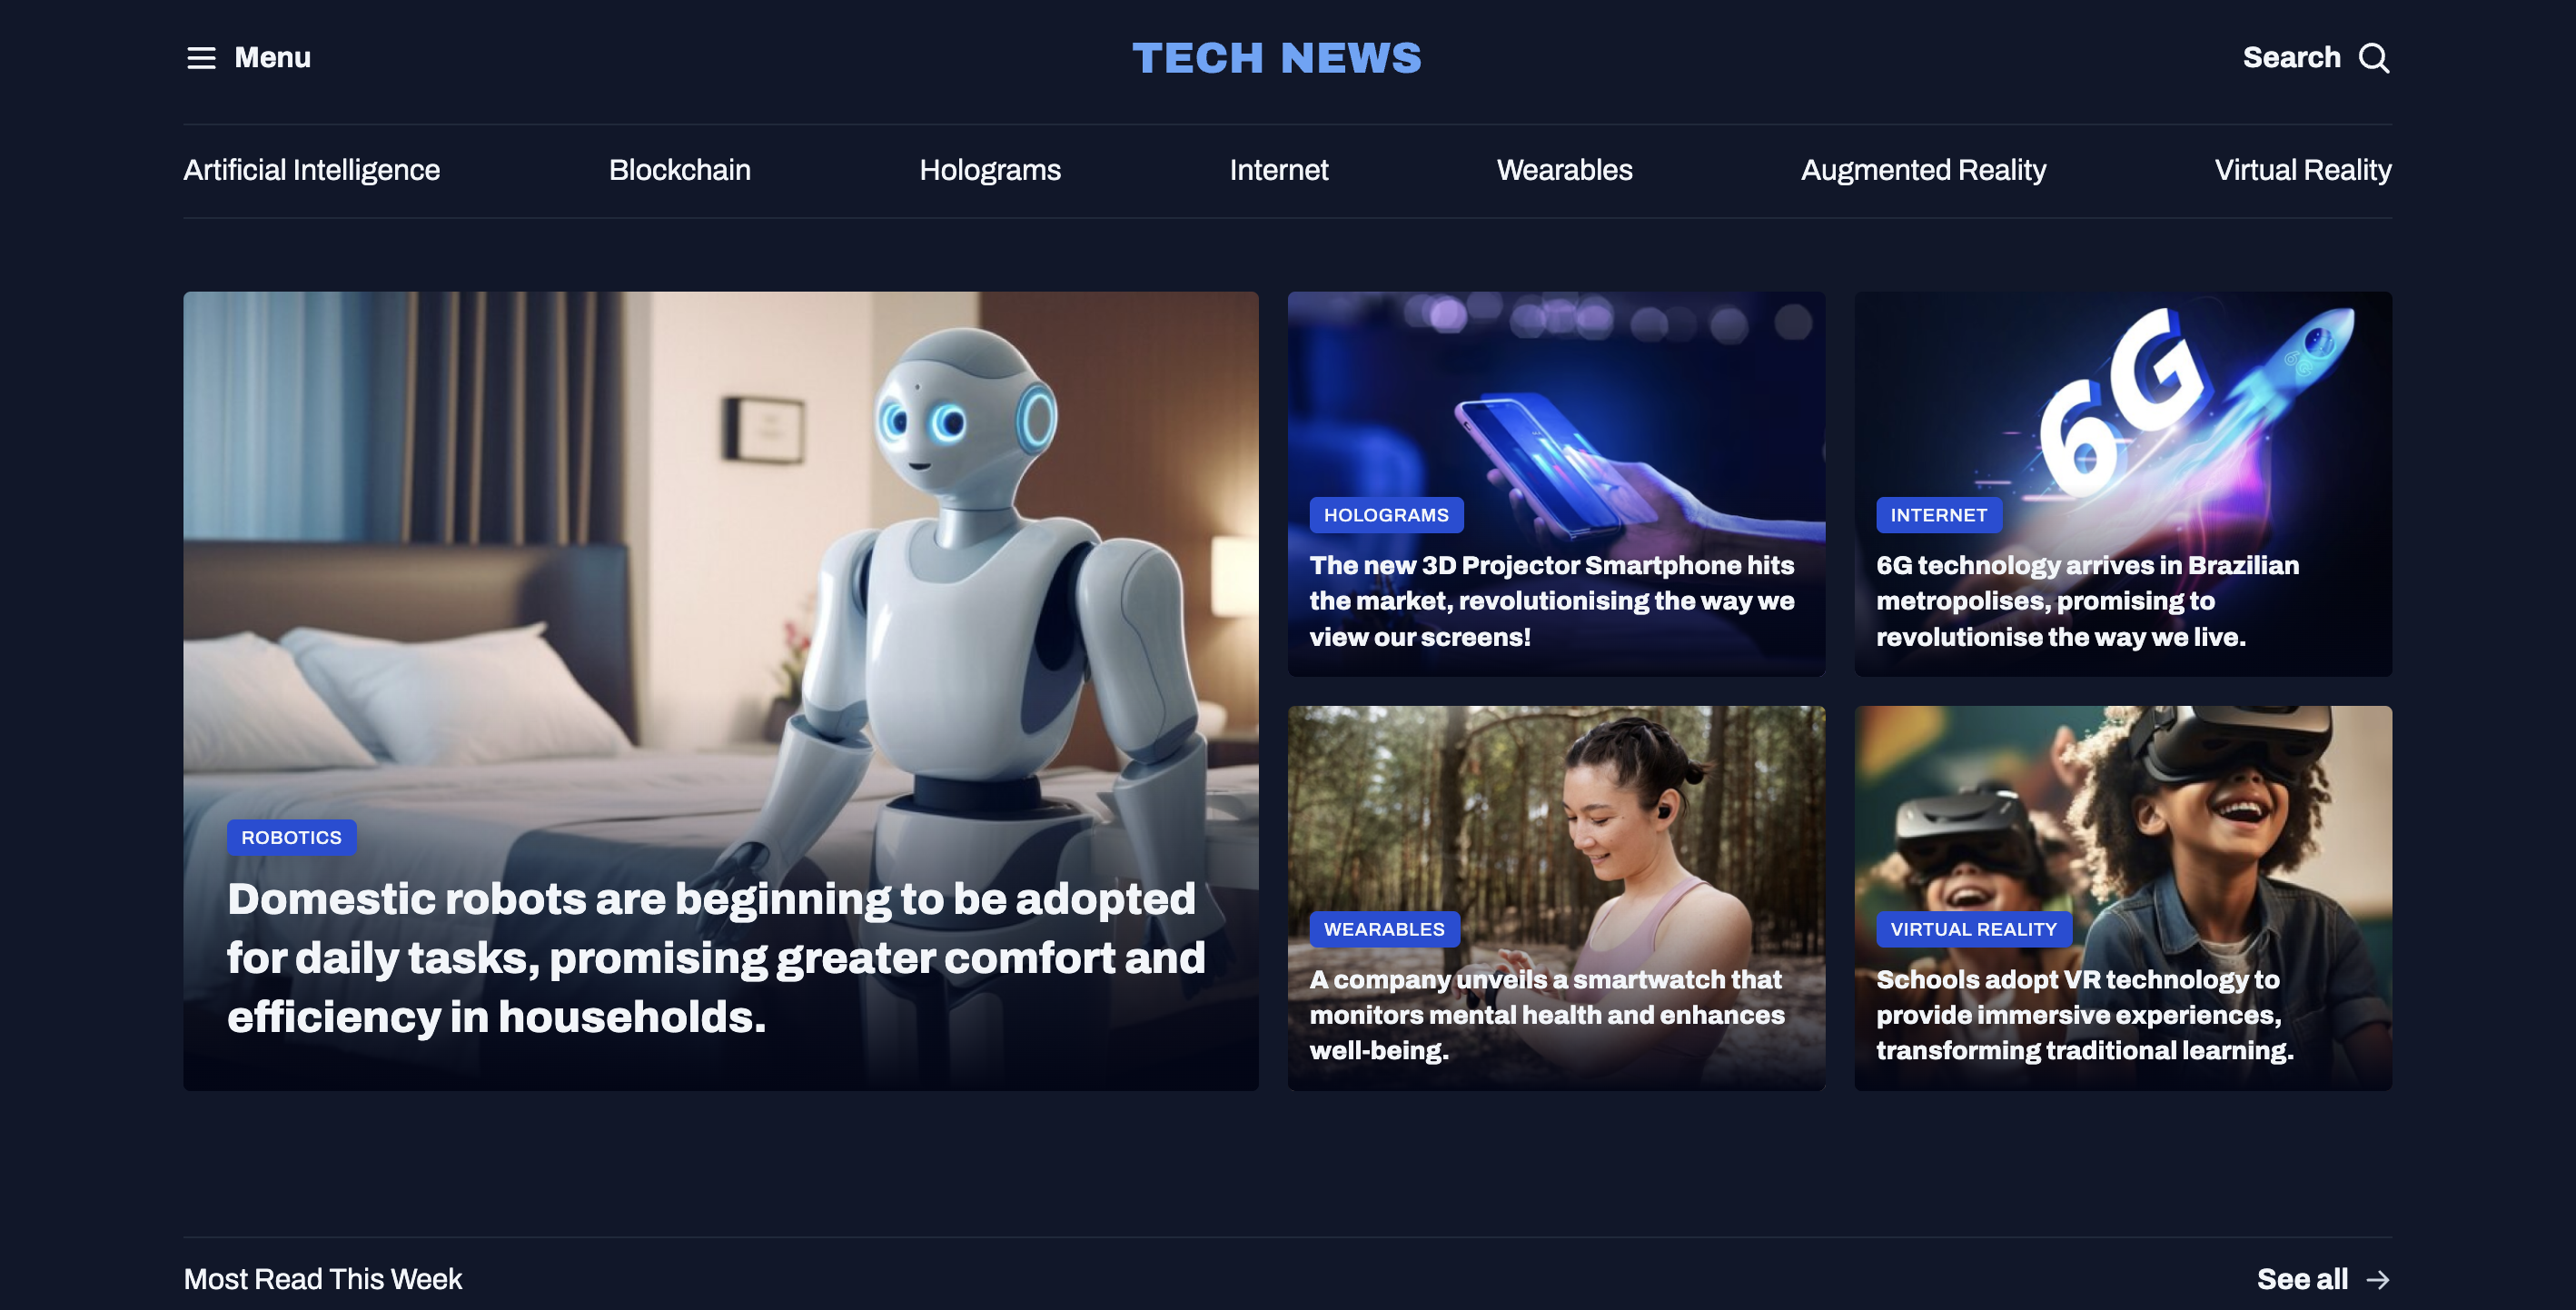 Menu
TECH NEWS
Search
Artificial Intelligence
Blockchain
Holograms
Internet
Wearables
Augmented Reality
Virtual Reality
ROBOTICS
Domestic robots are beginning to be adopted
for daily tasks, promising greater comfort and
efficiency in households.
HOLOGRAMS
The new 3D Projector Smartphone hits
the market, revolutionising the way we
view our screens!
6G
6G
INTERNET
6G technology arrives in Brazilian
metropolises, promising to
revolutionise the way we live.
WEARABLES
A company unveils a smartwatch that
monitors mental health and enhances
well-being.
VIRTUAL REALITY
Schools adopt VR technology to
provide immersive experiences,
transforming traditional learning.
Most Read This Week
See all